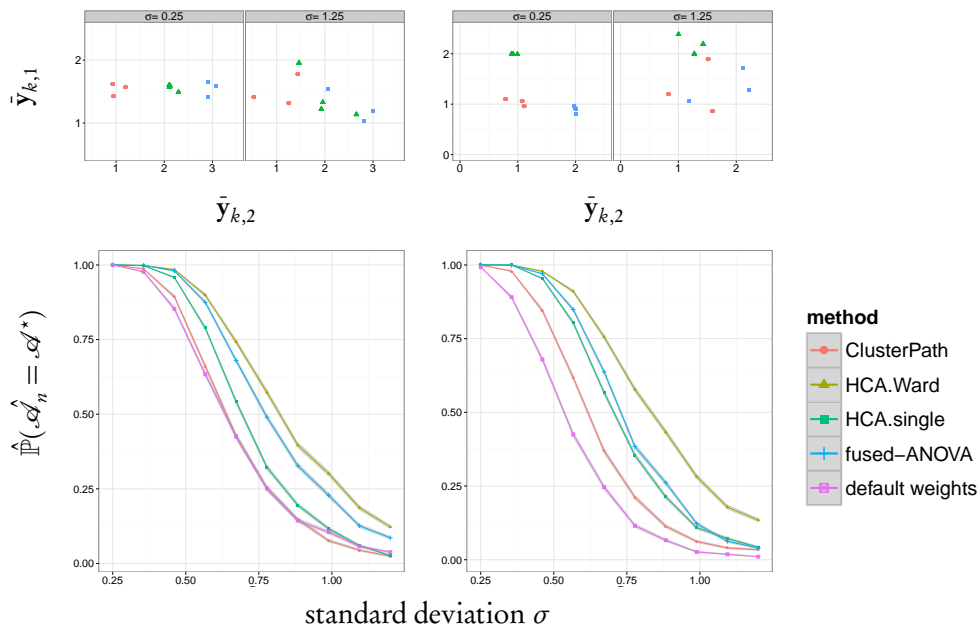 σ= 0.25
σ= 1.25
σ= 0.25
σ= 1.25
ȳk,1
2
1
2
1
0
1
2
3
1
2
3
0
1
2
0
1
2
ȳk,2
ȳk,2
ℙ̂(𝒜̂n = 𝒜⋆)
1.00
0.75
0.50
0.25
0.00
1.00
0.75
0.50
0.25
0.00
0.25
0.50
0.75
1.00
0.25
0.50
0.75
1.00
standard deviation σ
method
ClusterPath
HCA.Ward
HCA.single
fused−ANOVA
default weights